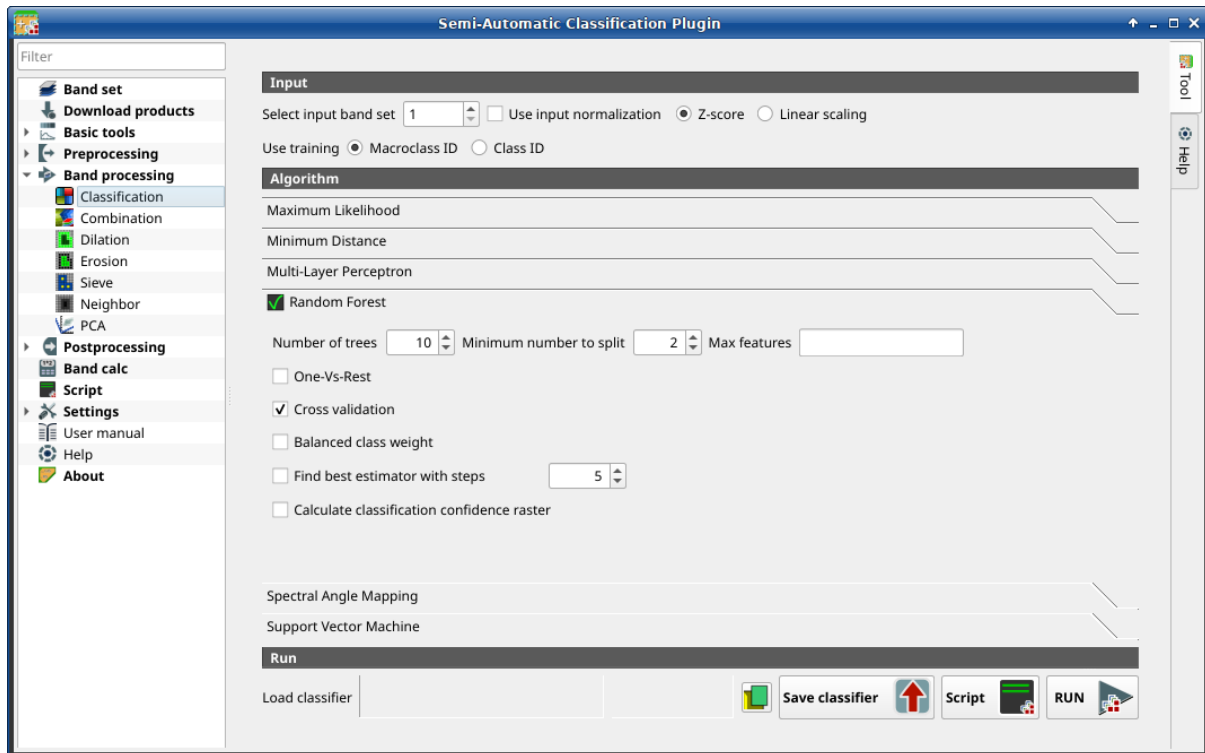 Semi-Automatic Classification Plugin
Filter
Band set
Download products
Basic tools
Preprocessing
Band processing
Classification
Combination
Dilation
Erosion
Sieve
Neighbor
PCA
Postprocessing
Band calc
Script
Settings
User manual
Help
About
Input
Select input band set 1 Use input normalization Z-score Linear scaling
Use training Macroclass ID Class ID
Algorithm
Maximum Likelihood
Minimum Distance
Multi-Layer Perceptron
Random Forest
Number of trees 10 Minimum number to split 2 Max features
One-Vs-Rest
Cross validation
Balanced class weight
Find best estimator with steps 5
Calculate classification confidence raster
Spectral Angle Mapping
Support Vector Machine
Run
Load classifier Save classifier Script RUN
Tool
Help